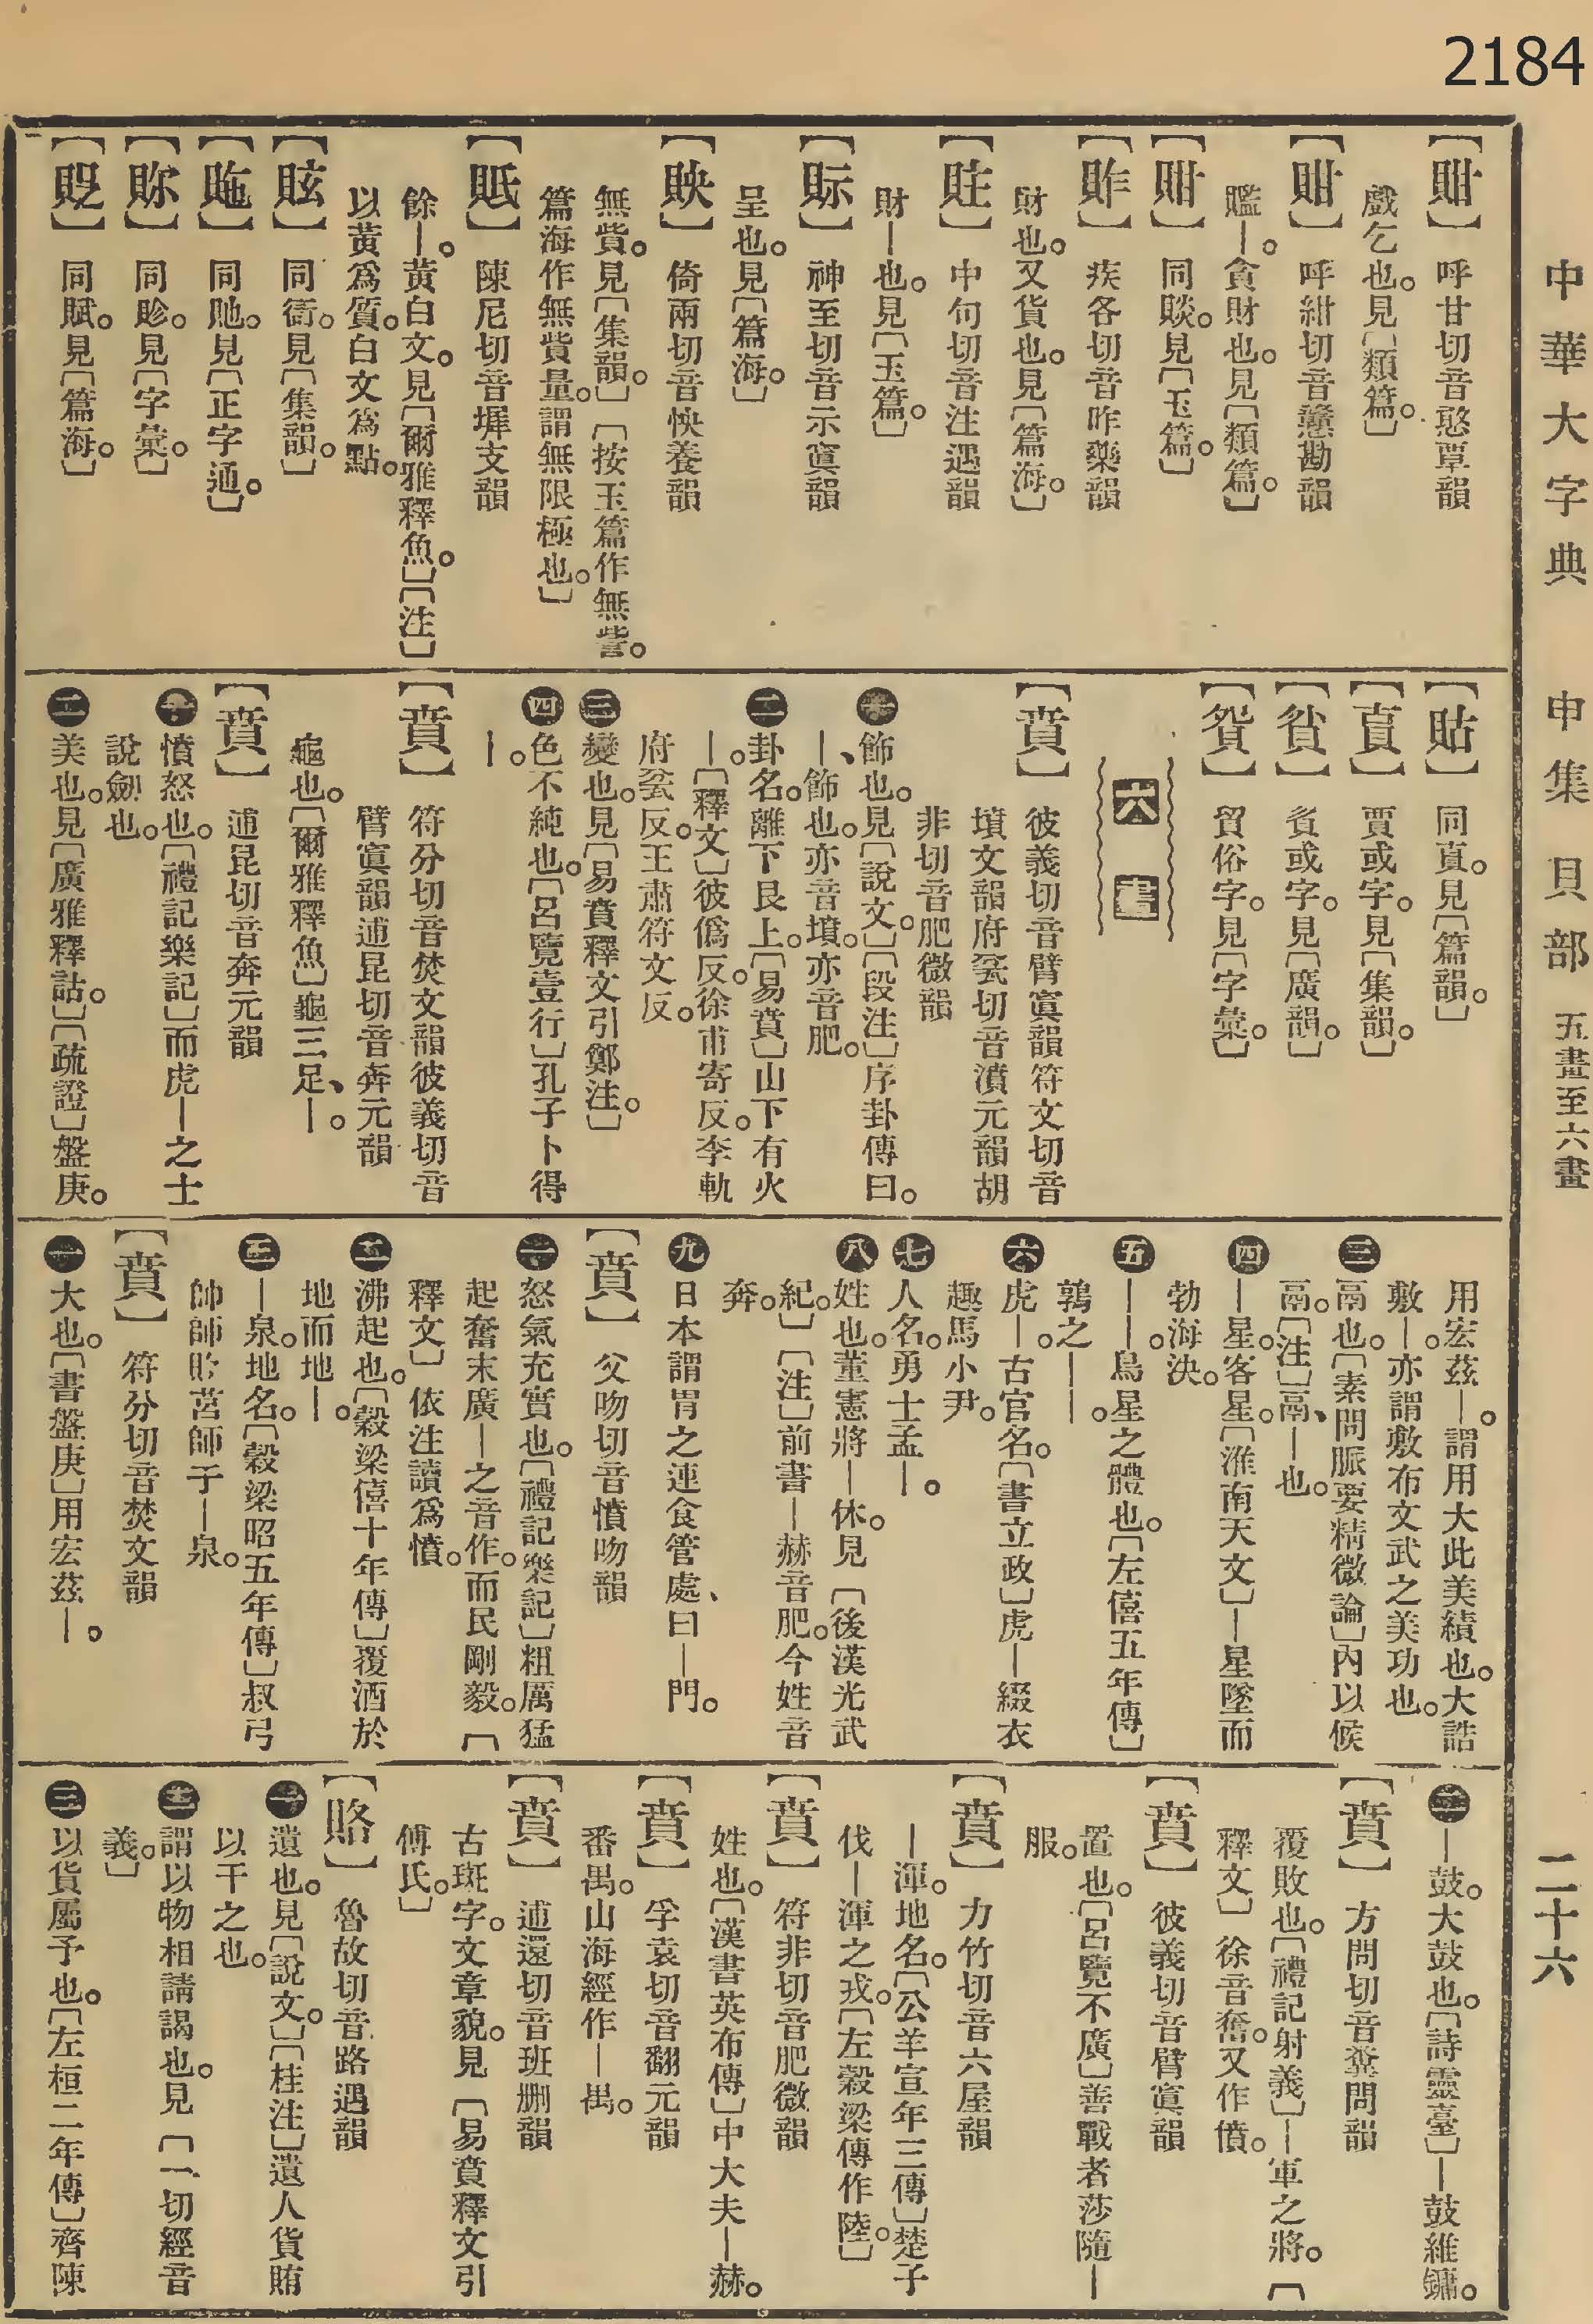 2184
中華大字典　申集　貝部　五畫至六畫　二十六
【䝱】呼甘切音憨覃韻
戲乞也。見〔類篇。〕
【䝱】呼紺切音戇勘韻
㜮—。貪財也。見〔類篇。〕
【䝱】同賧。見〔玉篇。〕
【䝫】疾各切音昨藥韻
財也。又貨也。見〔篇海。〕
【貹】中句切音注遇韻
財—也。見〔玉篇。〕
【䞈】神至切音示寘韻
呈也。見〔篇海。〕
【䝰】倚兩切音怏養韻
無貲。見〔集韻。〕〔按玉篇作無訾。
篇海作無貲量。謂無限極也。〕
【貾】陳尼切音墀支韻
餘—。黃白文。見〔爾雅釋魚。〕〔注〕
以黃爲質。白文爲點。
【䝮】同衒。見〔集韻。〕
【貤】同貤。見〔正字通。〕
【賖】同貽。見〔字彙。〕
【貶】同賦。見〔篇海。〕
【貼】同貢。見〔篇韻。〕
【賈】賈或字。見〔集韻。〕
【貧】貧或字。見〔廣韻。〕
【貿】貿俗字。見〔字彙。〕
六書
【賁】彼義切音臂寘韻符文切音
墳文韻府袞切音濆元韻胡
非切音肥微韻
一飾也。見〔說文。〕〔段注〕序卦傳曰。
—、飾也。亦音墳。亦音肥。
二卦名。離下艮上。〔易賁〕山下有火
—。〔釋文〕彼僞反。徐甫寄反。李軌
府袞反。王肅符文反。
三變也。見〔易賁釋文引鄭注。〕
四色不純也。〔呂覽壹行〕孔子卜得
—。
【賁】符分切音焚文韻彼義切音
臂寘韻逋昆切音奔元韻
龜也。〔爾雅釋魚〕龜三足、—。
【賁】逋昆切音奔元韻
一憤怒也。〔禮記樂記〕而虎—之士
說劍也。
二美也。見〔廣雅釋詁。〕〔疏證〕盤庚。
用宏茲—。謂用大此美績也。大誥
敷—。亦謂敷布文武之美功也。
三鬲也。〔素問脈要精微論〕內以候
鬲。〔注〕鬲、—也。
四—星。客星。〔淮南天文〕—星墜而
勃海決。
五——。鳥星之體也。〔左僖五年傳〕
鶉之——。
六虎—。古官名。〔書立政〕虎—綴衣
趣馬小尹。
七人名。勇士孟—。
八姓也。董憲將—休。見〔後漢光武
紀。〕〔注〕前書—赫音肥。今姓音
奔。
九日本謂胃之連食管處、曰—門。
【賁】父吻切音憤吻韻
一怒氣充實也。〔禮記樂記〕粗厲猛
起奮末廣—之音作。而民剛毅。〔
釋文〕依注讀爲憤。
二沸起也。〔穀梁僖十年傳〕覆酒於
地而地—。
三—泉。地名。〔穀梁昭五年傳〕叔弓
帥師敗莒師于—泉。
【賁】符分切音焚文韻
一大也。〔書盤庚〕用宏茲—。
二—鼓。大鼓也。〔詩靈臺〕—鼓維鏞。
【賁】方問切音糞問韻
覆敗也。〔禮記射義〕—軍之將。〔
釋文〕徐音奮。又作僨。
【賁】彼義切音臂寘韻
置也。〔呂覽不廣〕善戰者莎隨—
服。
【賁】力竹切音六屋韻
—渾。地名。〔公羊宣年三傳〕楚子
伐—渾之戎。〔左穀梁傳作陸。〕
【賁】符非切音肥微韻
姓也。〔漢書英布傳〕中大夫—赫。
【賁】孚袁切音翻元韻
番禺。山海經作—禺。
【賁】逋還切音班删韻
古斑字。文章貌。見〔易賁釋文引
傅氏。〕
【賂】魯故切音路遇韻
一遺也。見〔說文。〕〔桂注〕遺人貨賄
以干之也。
二謂以物相請謁也。見〔一切經音
義。〕
三以貨屬予也。〔左桓二年傳〕齊陳